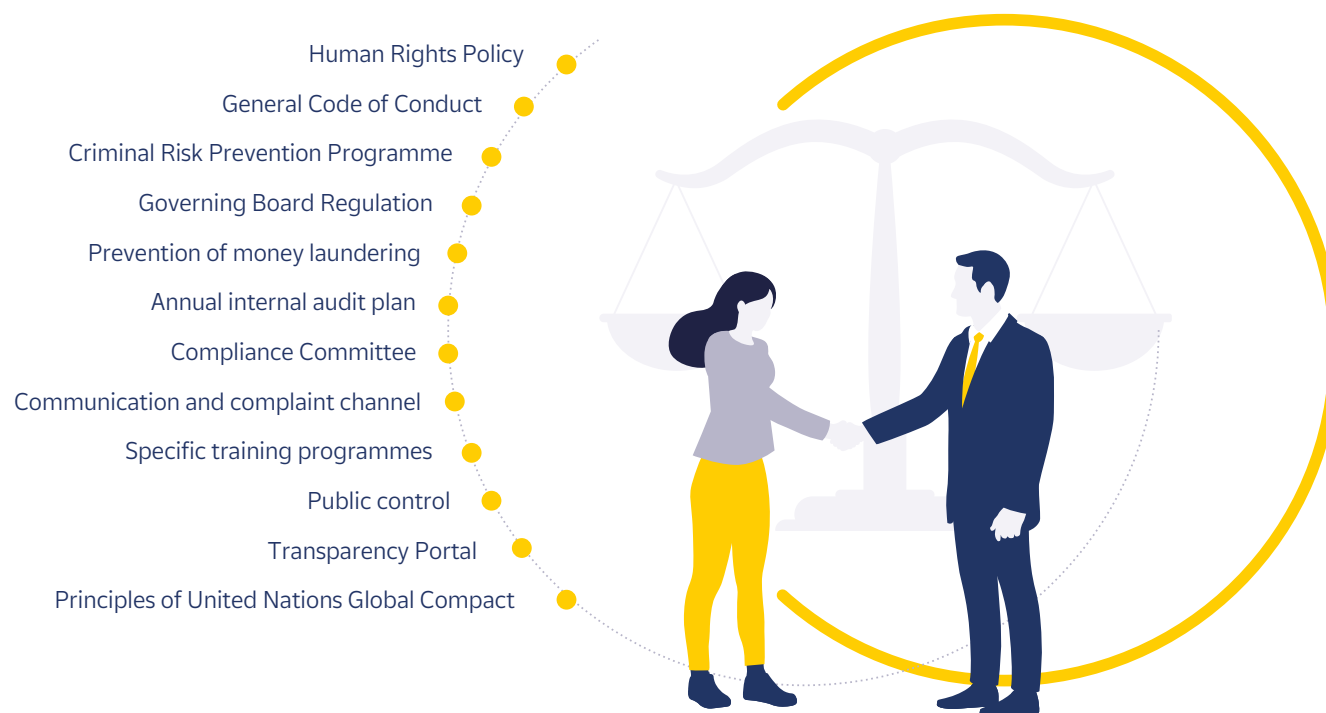 Human Rights Policy
General Code of Conduct
Criminal Risk Prevention Programme
Governing Board Regulation
Prevention of money laundering
Annual internal audit plan
Compliance Committee
Communication and complaint channel
Specific training programmes
Public control
Transparency Portal
Principles of United Nations Global Compact